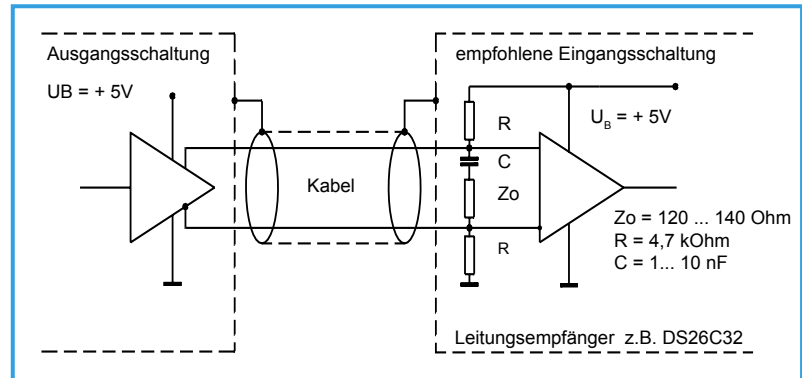 Ausgangsschaltung
UB = + 5V
Kabel
empfohlene Eingangsschaltung
R
C
Zo
R
U_B = + 5V
Zo = 120 ... 140 Ohm
R = 4,7 kOhm
C = 1... 10 nF
Leitungsempfänger z.B. DS26C32